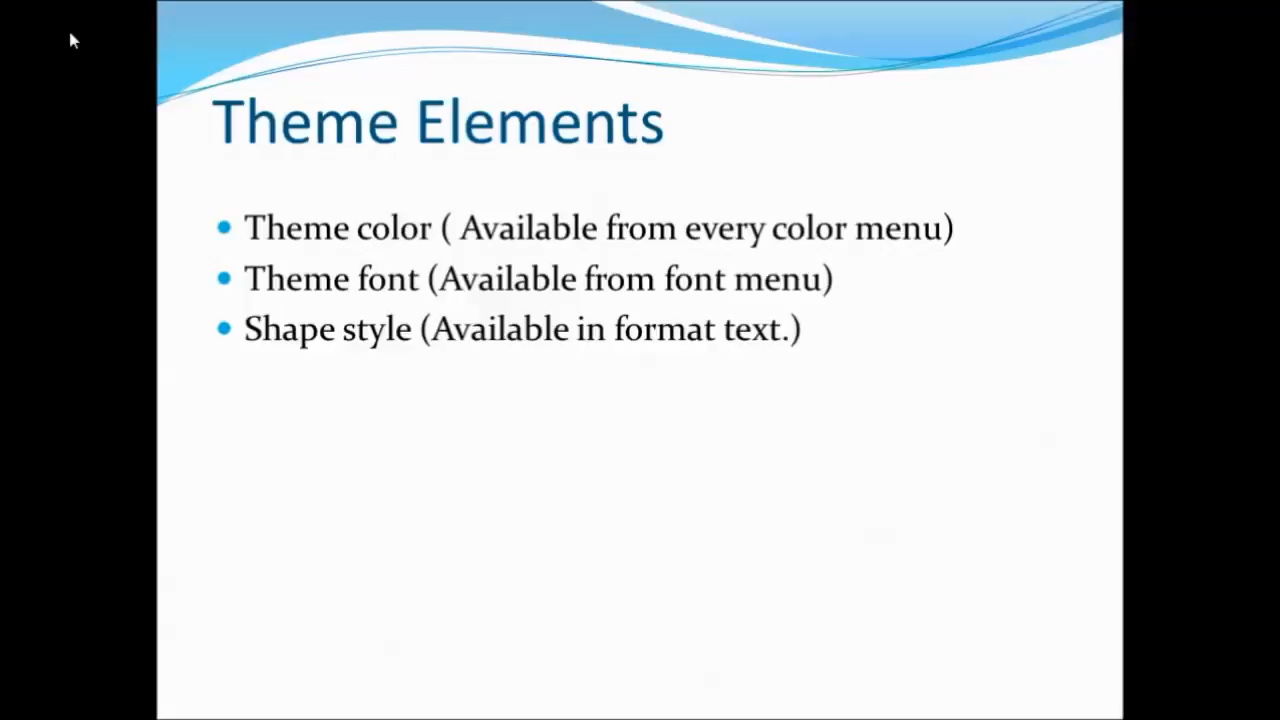 Theme Elements
Theme color ( Available from every color menu)
Theme font (Available from font menu)
Shape style (Available in format text.)